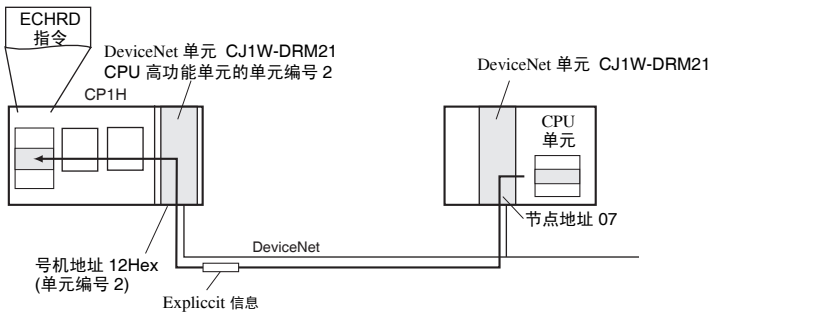 ECHRD
指令
DeviceNet 单元 CJ1W-DRM21
CPU 高功能单元的单元编号 2
CP1H
DeviceNet 单元 CJ1W-DRM21
CPU
单元
节点地址 07
DeviceNet
号机地址 12Hex
(单元编号 2)
Expliccit 信息